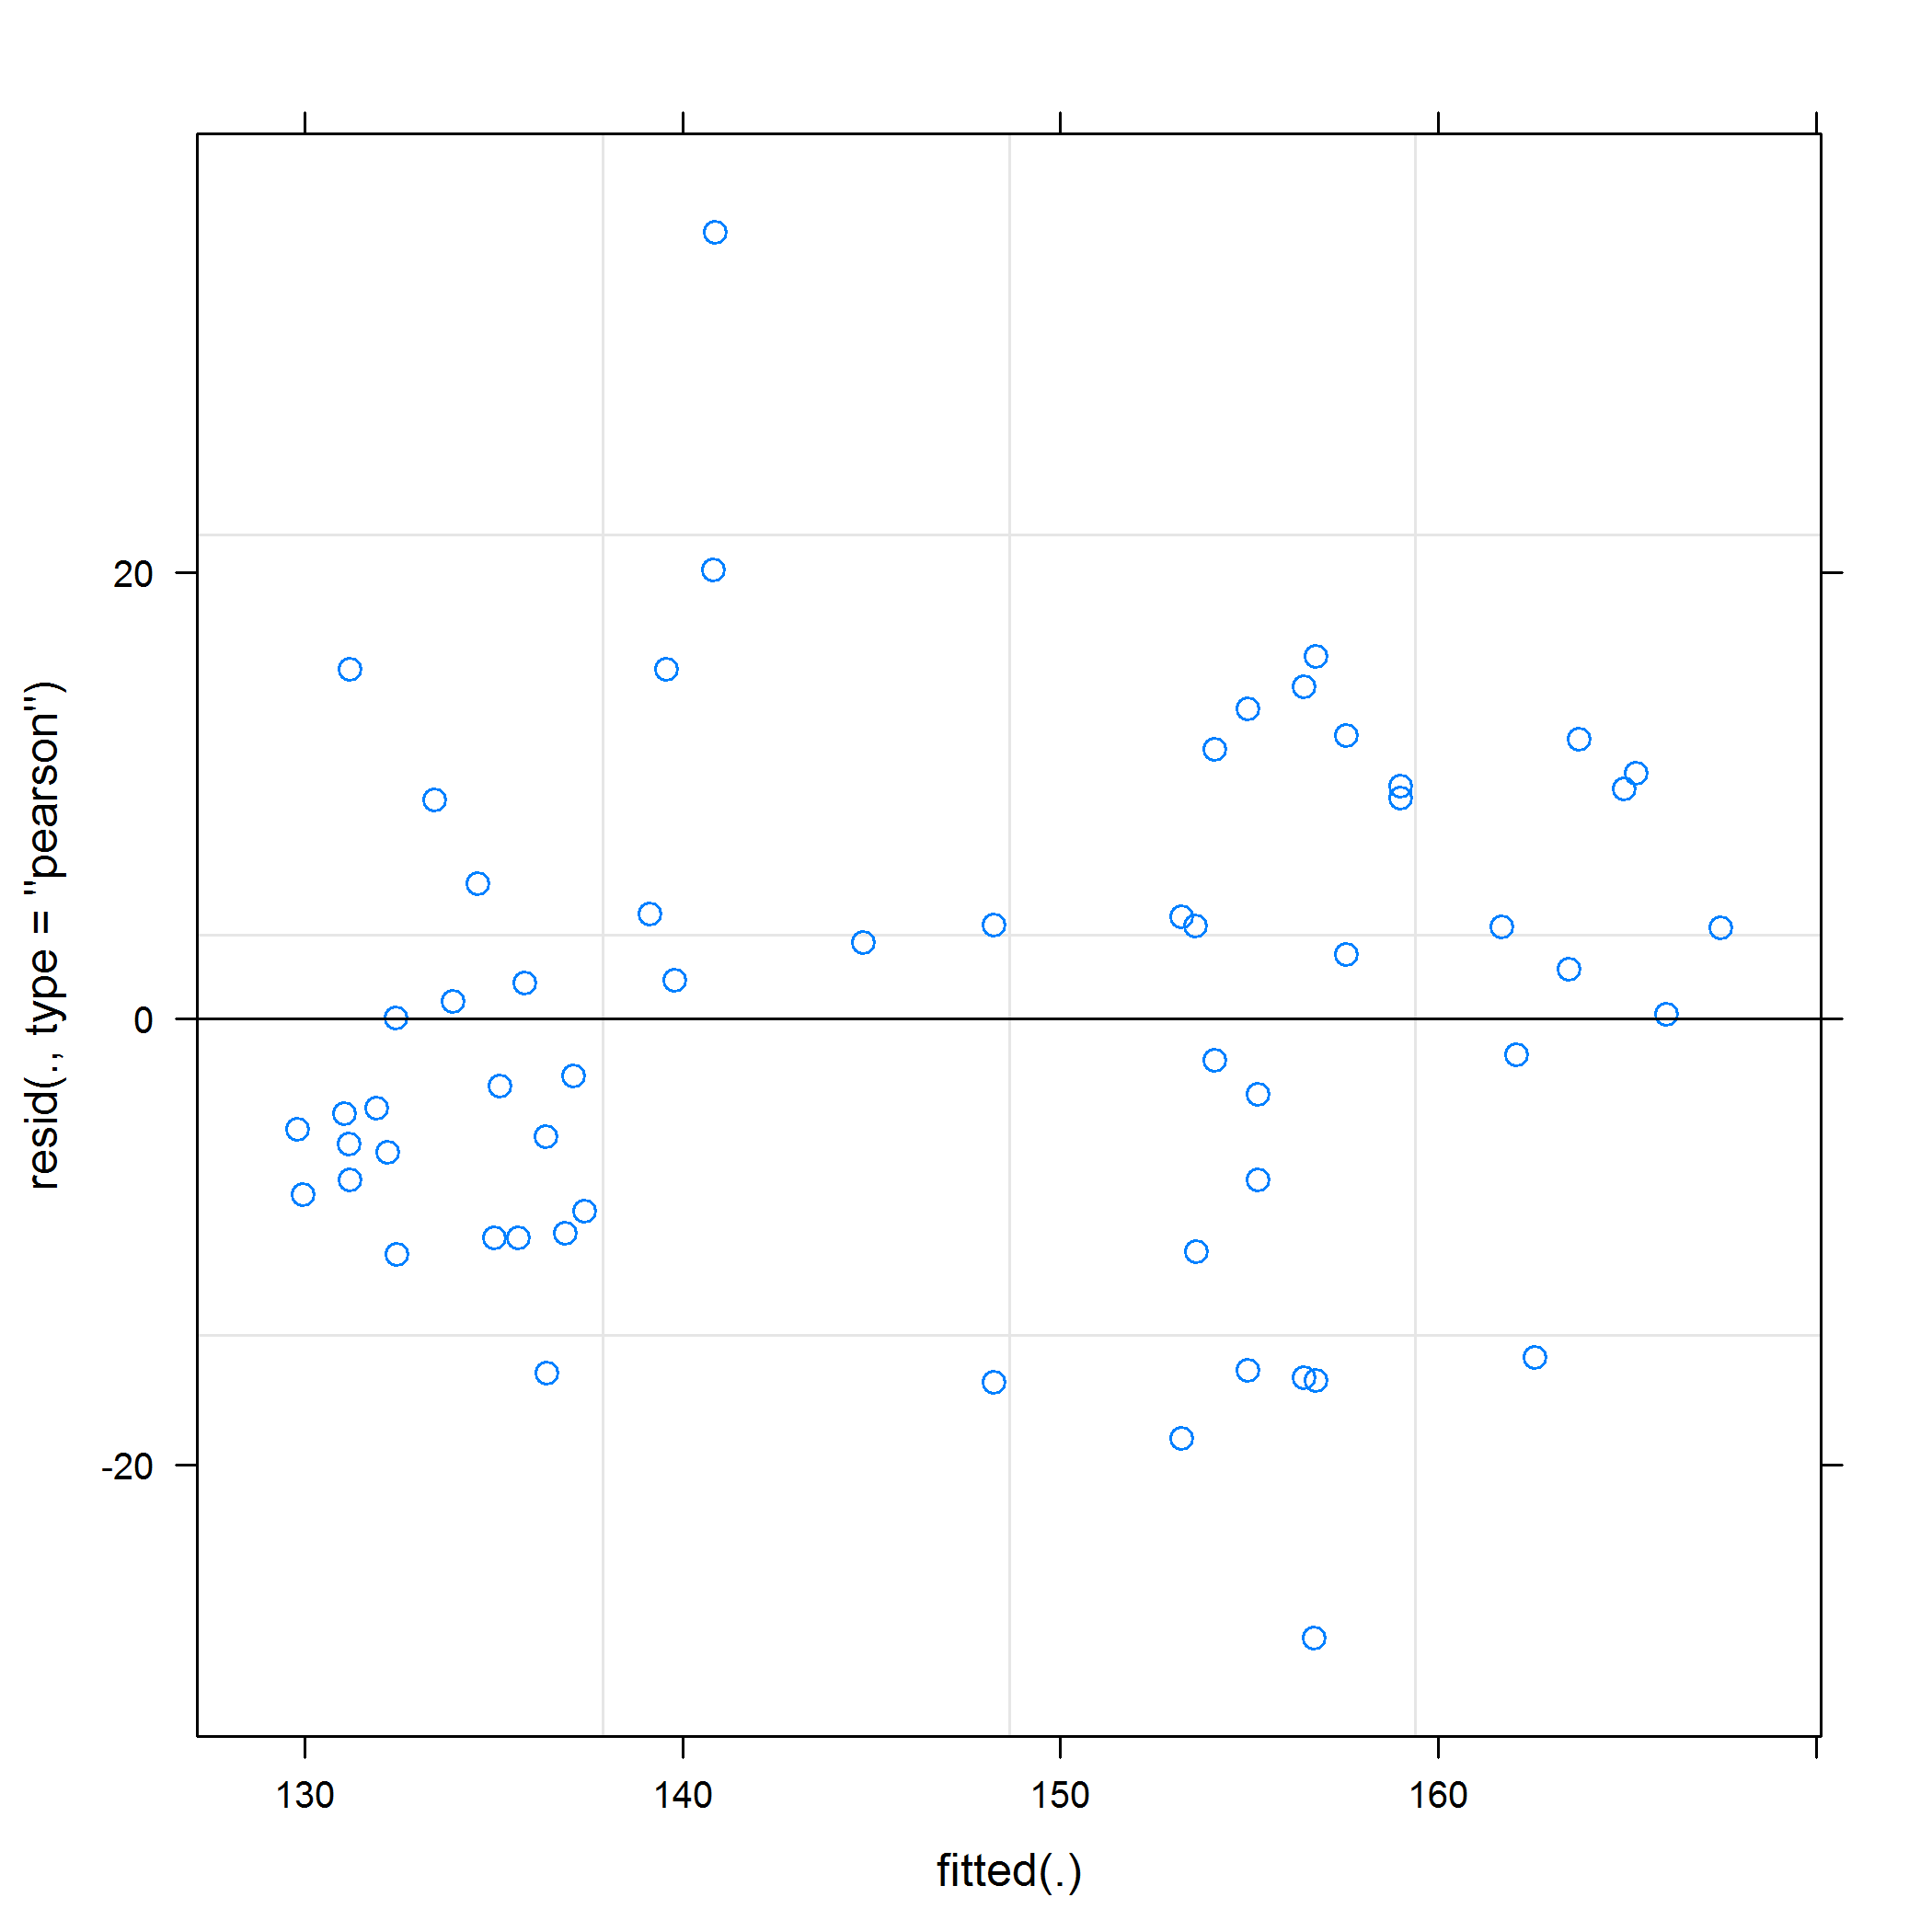 20
0
-20
resid(., type = "pearson")
130 140 150 160
fitted(.)